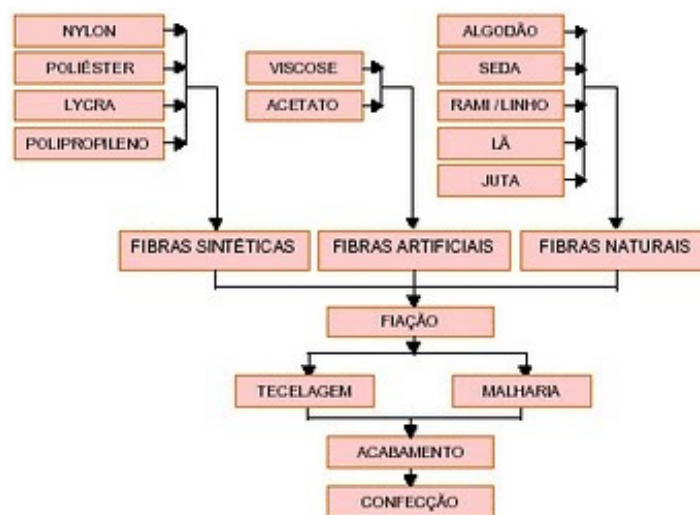 NYLON
POLIÉSTER
LYCRA
POLIPROPILENO
VISCOSE
ACETATO
ALGODÃO
SEDA
RAMI / LINHO
LÃ
JUTA
FIBRAS SINTÉTICAS
FIBRAS ARTIFICIAIS
FIBRAS NATURAIS
FIAÇÃO
TECELAGEM
MALHARIA
ACABAMENTO
CONFECÇÃO